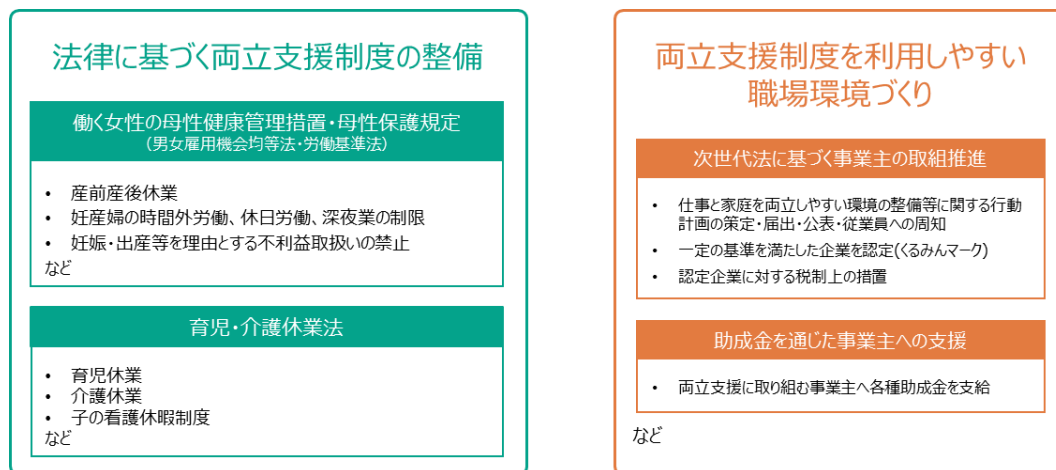 法律に基づく両立支援制度の整備
働く女性の母性健康管理措置・母性保護規定
（男女雇用機会均等法・労働基準法）
• 産前産後休業
• 妊産婦の時間外労働、休日労働、深夜業の制限
• 妊娠・出産等を理由とする不利益取扱いの禁止
など
育児・介護休業法
• 育児休業
• 介護休業
• 子の看護休暇制度
など
両立支援制度を利用しやすい
職場環境づくり
次世代法に基づく事業主の取組推進
• 仕事と家庭を両立しやすい環境の整備等に関する行動
計画の策定・届出・公表・従業員への周知
• 一定の基準を満たした企業を認定(くるみんマーク)
• 認定企業に対する税制上の措置
助成金を通じた事業主への支援
• 両立支援に取り組む事業主へ各種助成金を支給
など